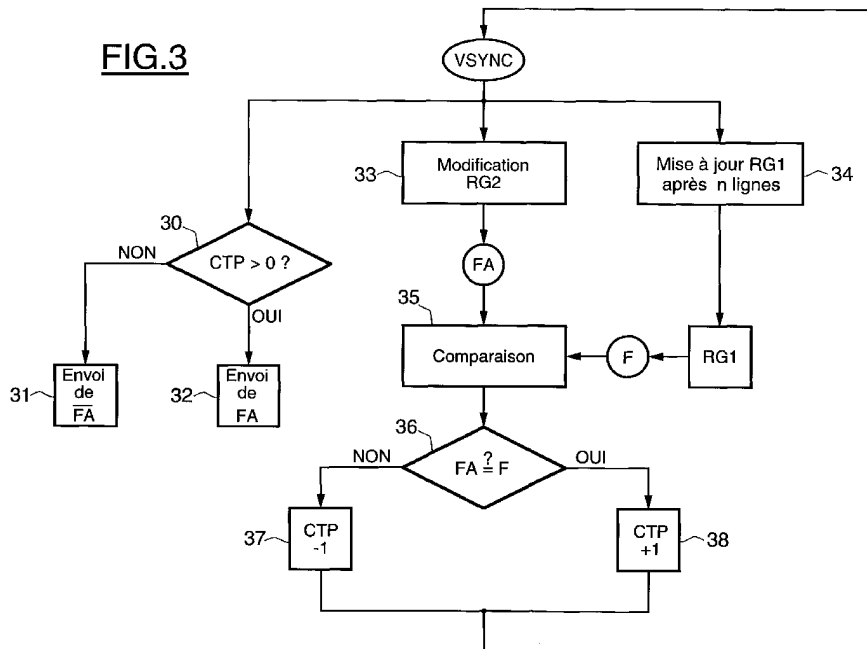 FIG.3
VSYNC
33
Modification
RG2
Mise à jour RG1
après n lignes
34
30
NON
CTP > 0 ?
OUI
FA
35
Comparaison
F
RG1
31
Envoi
de
F̅A̅
32
Envoi
de
FA
36
NON
?
FA = F
OUI
37
CTP
-1
CTP
+1
38